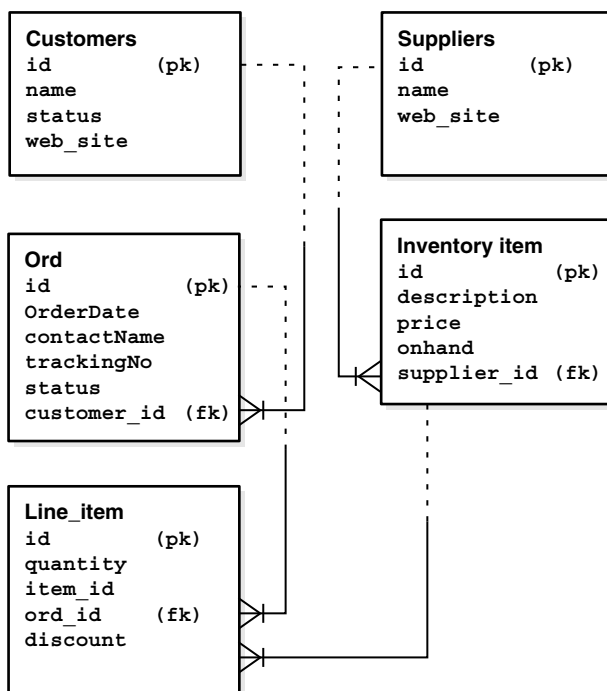 Customers
id (pk)
name
status
web_site
Suppliers
id (pk)
name
web_site
Ord
id (pk)
OrderDate
contactName
trackingNo
status
customer_id (fk)
Inventory item
id (pk)
description
price
onhand
supplier_id (fk)
Line_item
id (pk)
quantity
item_id
ord_id (fk)
discount